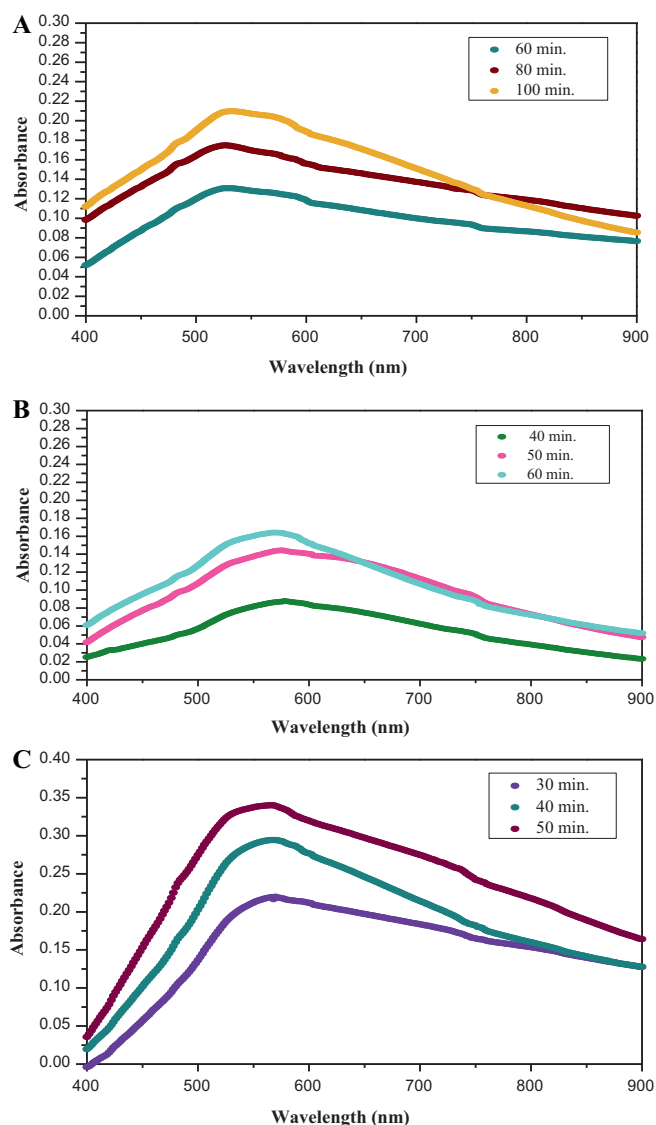 A
0.30
0.28
0.26
0.24
0.22
0.20
0.18
0.16
0.14
0.12
0.10
0.08
0.06
0.04
0.02
0.00
Absorbance
60 min.
80 min.
100 min.
400 500 600 700 800 900
Wavelength (nm)
B
0.30
0.28
0.26
0.24
0.22
0.20
0.18
0.16
0.14
0.12
0.10
0.08
0.06
0.04
0.02
0.00
Absorbance
40 min.
50 min.
60 min.
400 500 600 700 800 900
Wavelength (nm)
C
0.40
0.35
0.30
0.25
0.20
0.15
0.10
0.05
0.00
Absorbance
30 min.
40 min.
50 min.
400 500 600 700 800 900
Wavelength (nm)